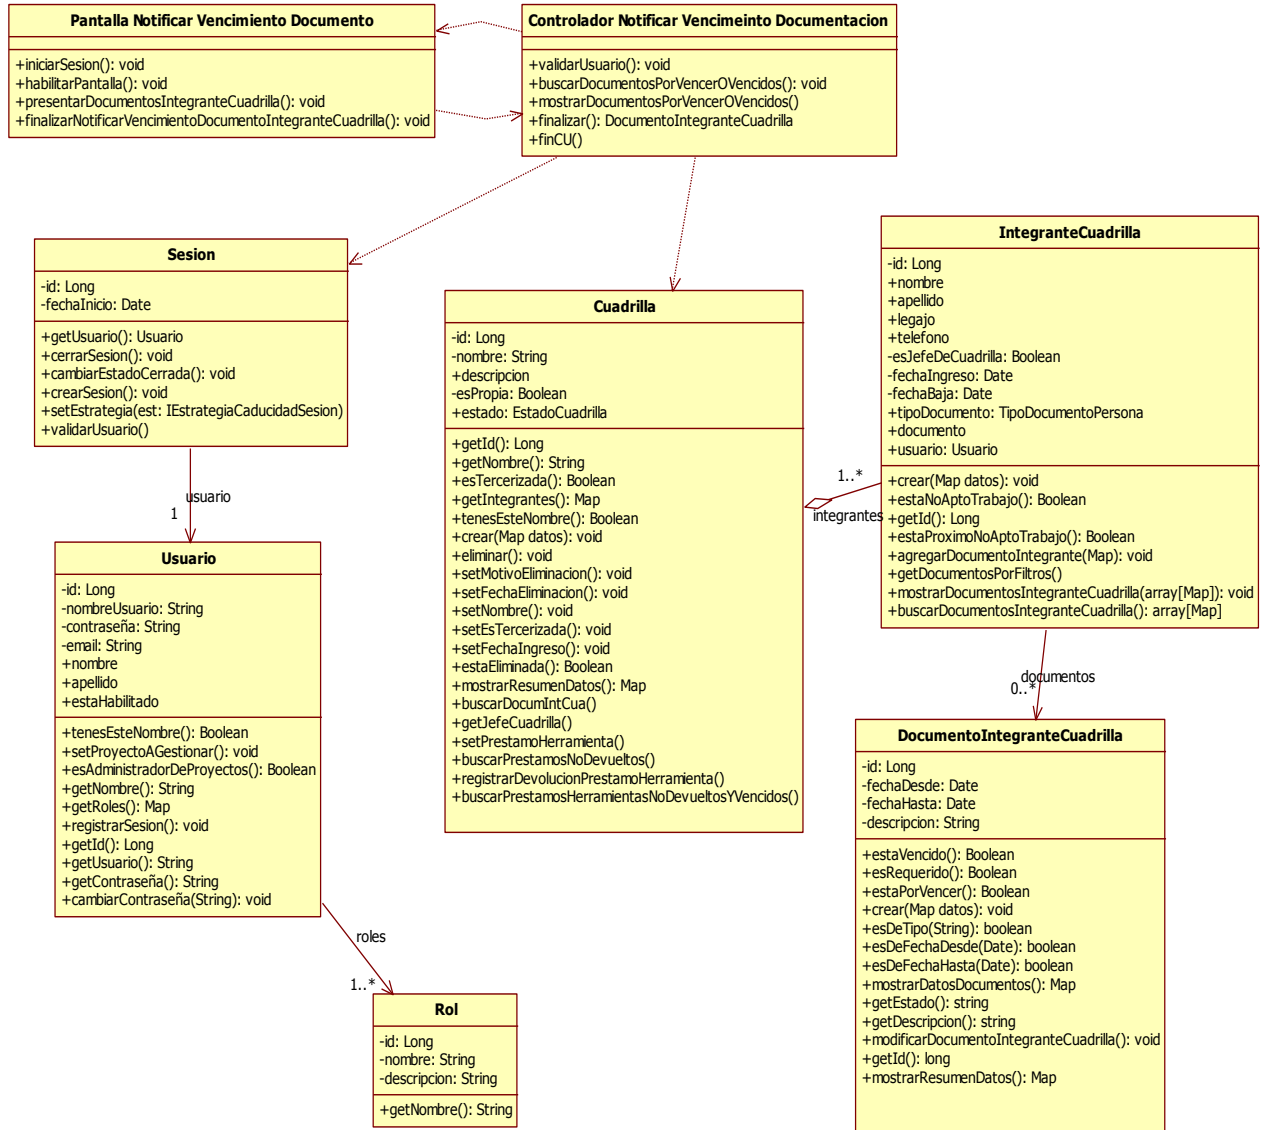 Pantalla Notificar Vencimiento Documento
+iniciarSesion(): void
+habilitarPantalla(): void
+presentarDocumentosIntegranteCuadrilla(): void
+finalizarNotificarVencimientoDocumentoIntegranteCuadrilla(): void
Controlador Notificar Vencimeinto Documentacion
+validarUsuario(): void
+buscarDocumentosPorVencerOVencidos(): void
+mostrarDocumentosPorVencerOVencidos()
+finalizar(): DocumentoIntegranteCuadrilla
+finCU()
Sesion
-id: Long
-fechaInicio: Date
+getUsuario(): Usuario
+cerrarSesion(): void
+cambiarEstadoCerrada(): void
+crearSesion(): void
+setEstrategia(est: IEstrategiaCaducidadSesion)
+validarUsuario()
usuario
1
Usuario
-id: Long
-nombreUsuario: String
-contraseña: String
-email: String
+nombre
+apellido
+estaHabilitado
+tenesEsteNombre(): Boolean
+setProyectoAGestionar(): void
+esAdministradorDeProyectos(): Boolean
+getNombre(): String
+getRoles(): Map
+registrarSesion(): void
+getId(): Long
+getUsuario(): String
+getContraseña(): String
+cambiarContraseña(String): void
roles
1..*
Rol
-id: Long
-nombre: String
-descripcion: String
+getNombre(): String
Cuadrilla
-id: Long
-nombre: String
+descripcion
-esPropia: Boolean
+estado: EstadoCuadrilla
+getId(): Long
+getNombre(): String
+esTercerizada(): Boolean
+getIntegrantes(): Map
+tenesEsteNombre(): Boolean
+crear(Map datos): void
+eliminar(): void
+setMotivoEliminacion(): void
+setFechaEliminacion(): void
+setNombre(): void
+setEsTercerizada(): void
+setFechaIngreso(): void
+estaEliminada(): Boolean
+mostrarResumenDatos(): Map
+buscarDocumIntCua()
+getJefeCuadrilla()
+setPrestamoHerramienta()
+buscarPrestamosNoDevueltos()
+registrarDevolucionPrestamoHerramienta()
+buscarPrestamosHerramientasNoDevueltosYVencidos()
1..*
integrantes
IntegranteCuadrilla
-id: Long
+nombre
+apellido
+legajo
+telefono
-esJefeDeCuadrilla: Boolean
-fechaIngreso: Date
-fechaBaja: Date
+tipoDocumento: TipoDocumentoPersona
+documento
+usuario: Usuario
+crear(Map datos): void
+estaNoAptoTrabajo(): Boolean
+getId(): Long
+estaProximoNoAptoTrabajo(): Boolean
+agregarDocumentoIntegrante(Map): void
+getDocumentosPorFiltros()
+mostrarDocumentosIntegranteCuadrilla(array[Map]): void
+buscarDocumentosIntegranteCuadrilla(): array[Map]
documentos
0..*
DocumentoIntegranteCuadrilla
-id: Long
-fechaDesde: Date
-fechaHasta: Date
-descripcion: String
+estaVencido(): Boolean
+esRequerido(): Boolean
+estaPorVencer(): Boolean
+crear(Map datos): void
+esDeTipo(String): boolean
+esDeFechaDesde(Date): boolean
+esDeFechaHasta(Date): boolean
+mostrarDatosDocumentos(): Map
+getEstado(): string
+getDescripcion(): string
+modificarDocumentoIntegranteCuadrilla(): void
+getId(): long
+mostrarResumenDatos(): Map